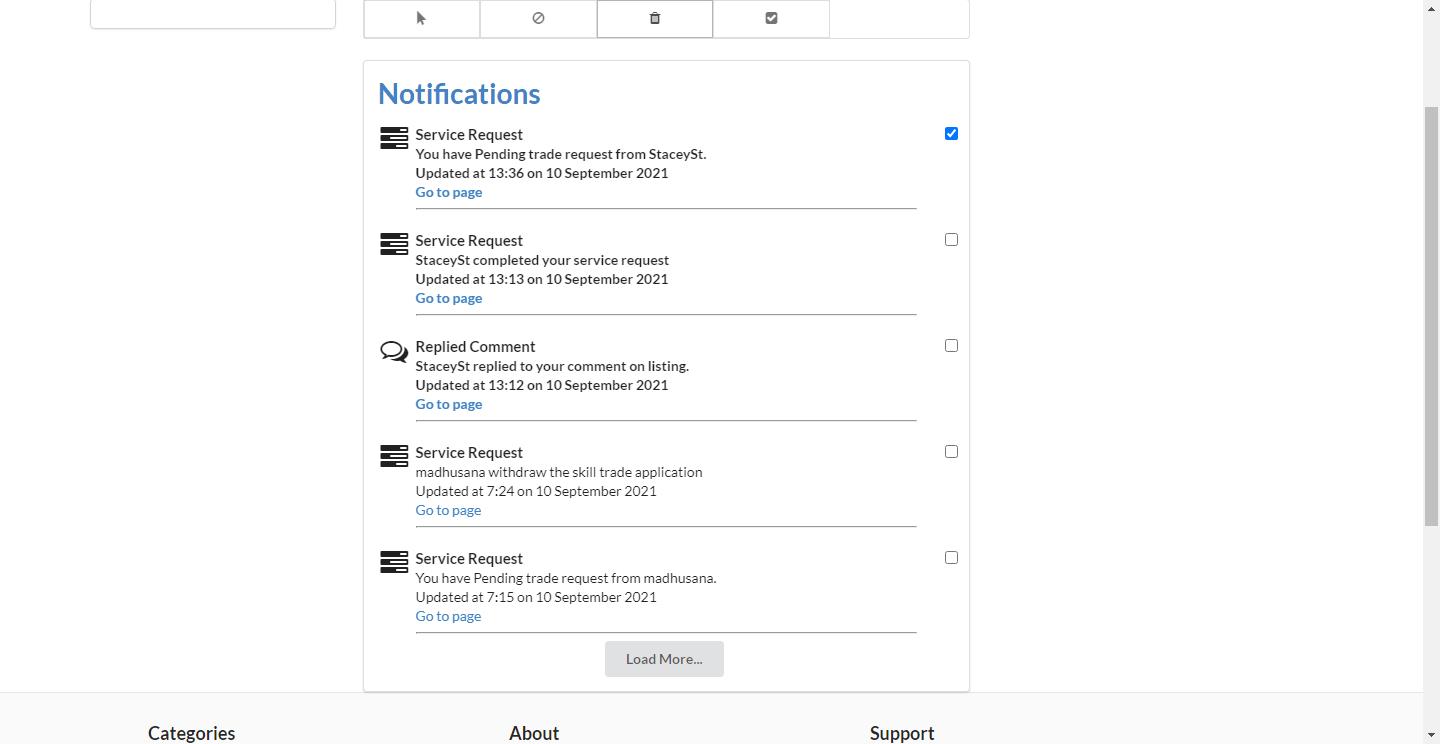 Notifications
Service Request
You have Pending trade request from StaceySt.
Updated at 13:36 on 10 September 2021
Go to page
Service Request
StaceySt completed your service request
Updated at 13:13 on 10 September 2021
Go to page
Replied Comment
StaceySt replied to your comment on listing.
Updated at 13:12 on 10 September 2021
Go to page
Service Request
madhusana withdraw the skill trade application
Updated at 7:24 on 10 September 2021
Go to page
Service Request
You have Pending trade request from madhusana.
Updated at 7:15 on 10 September 2021
Go to page
Load More...
Categories
About
Support